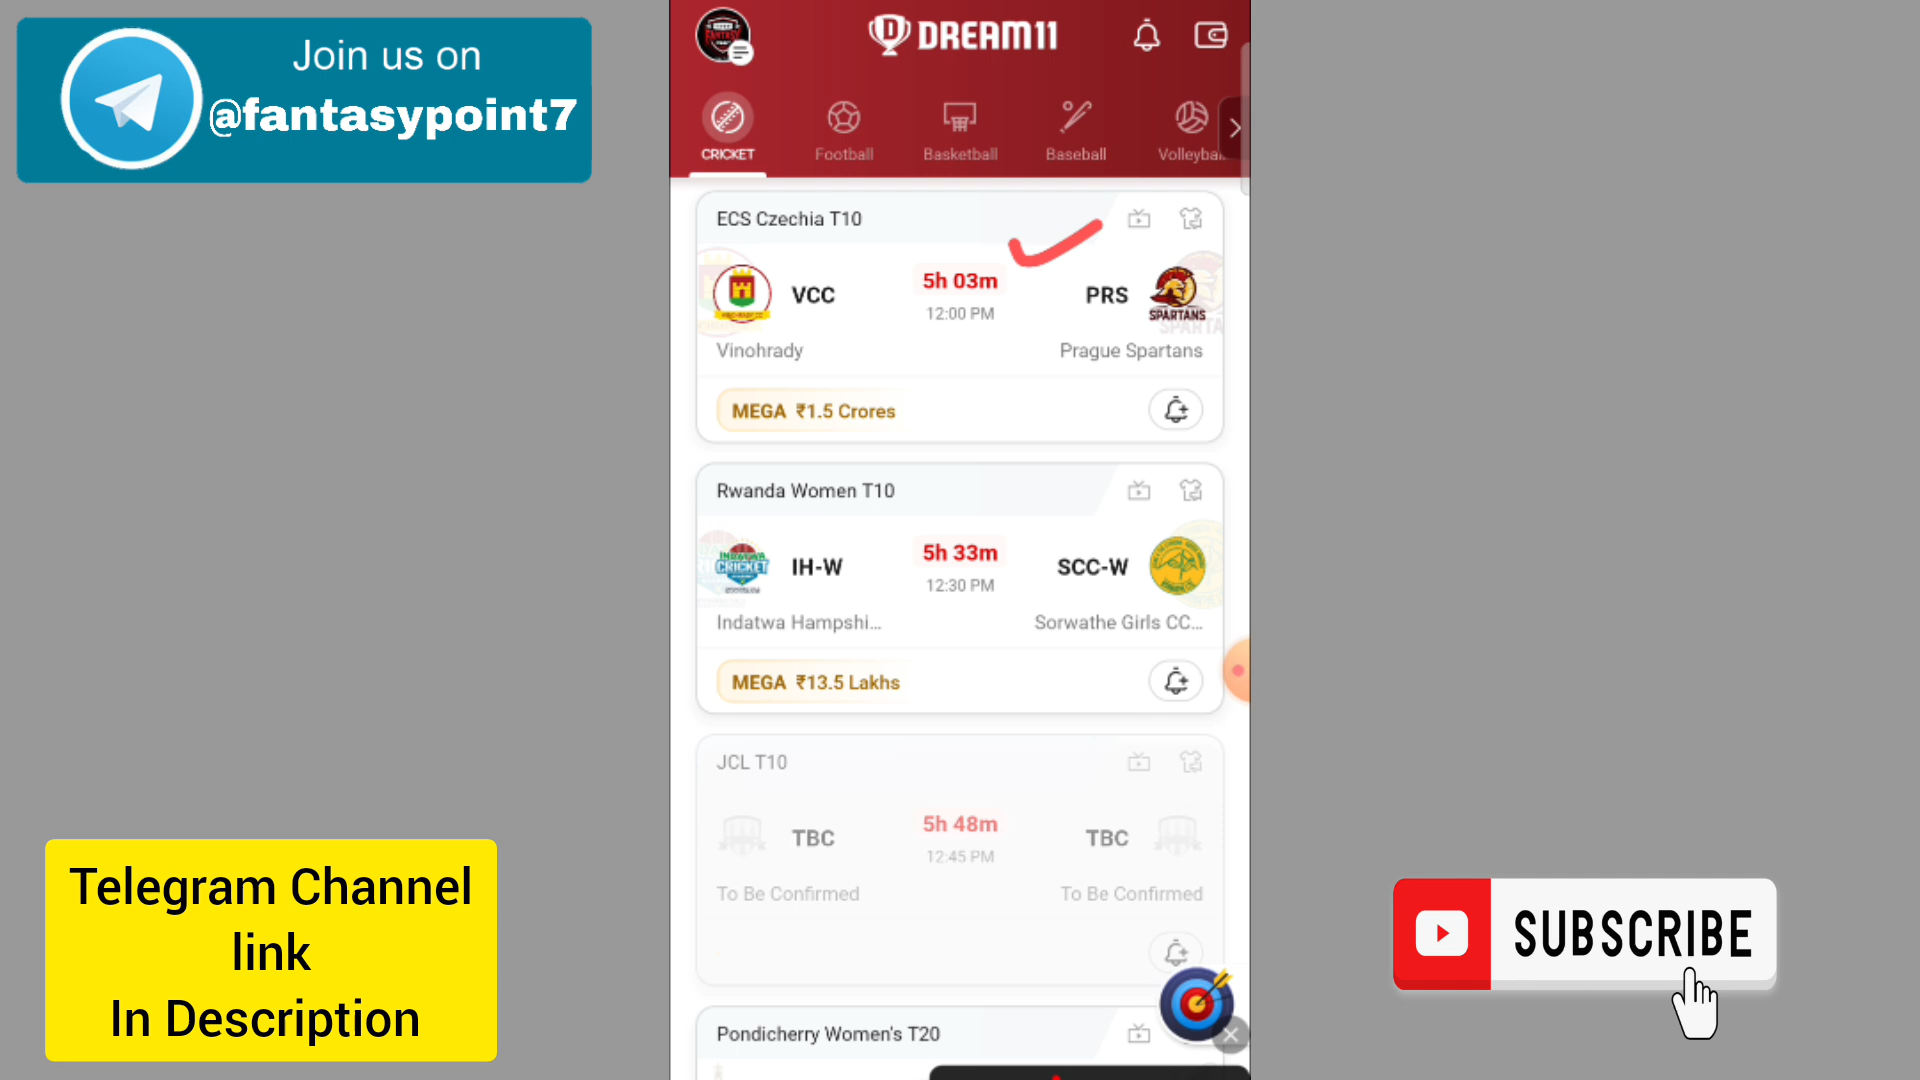 Join us on
@fantasypoint7
DREAM11
CRICKET
Football
Basketball
Baseball
ECS Czechia T10
VCC
5h 03m
12:00 PM
PRS
SPARTANS
Vinohrady
Prague Spartans
MEGA ₹1.5 Crores
Rwanda Women T10
IH-W
5h 33m
12:30 PM
SCC-W
CRICKET
Indatwa Hampshi...
Sorwathe Girls CC...
MEGA ₹13.5 Lakhs
JCL T10
TBC
5h 48m
12:45 PM
TBC
To Be Confirmed
To Be Confirmed
Pondicherry Women's T20
Telegram Channel
link
In Description
SUBSCRIBE